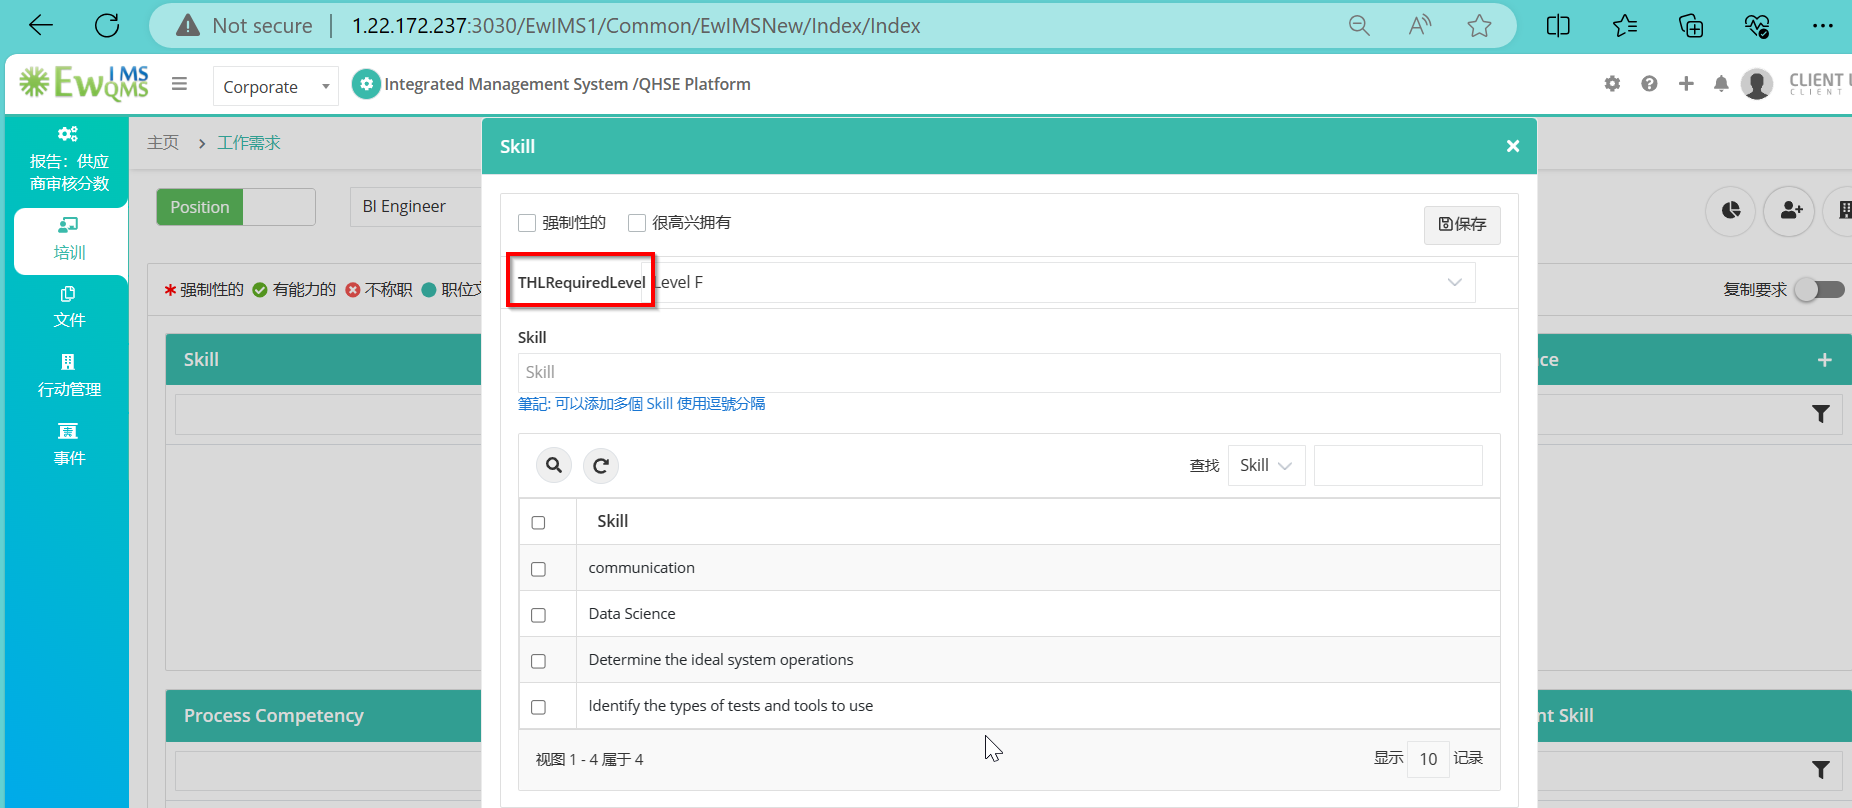 Not secure
1.22.172.237:3030/EwIMS1/Common/EwIMSNew/Index/Index
EwIMS QMS
Corporate
Integrated Management System /QHSE Platform
CLIENT U
CLIENT
报告：供应
商审核分数
培训
文件
行动管理
事件
主页 > 工作需求
Position
BI Engineer
强制性的 有能力的 不称职 职位文
复制要求
Skill
Process Competency
ce
nt Skill
Skill
强制性的 很高兴拥有
保存
THLRequiredLevel
Level F
Skill
Skill
筆記: 可以添加多個 Skill 使用逗號分隔
查找 Skill
Skill
communication
Data Science
Determine the ideal system operations
Identify the types of tests and tools to use
视图 1 - 4 属于 4
显示 10 记录